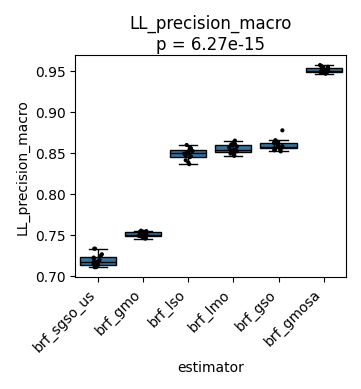 LL_precision_macro
p = 6.27e-15
LL_precision_macro
0.95
0.90
0.85
0.80
0.75
0.70
brf_sgso_us
brf_gmo
brf_lso
brf_lmo
brf_gso
brf_gmosa
estimator